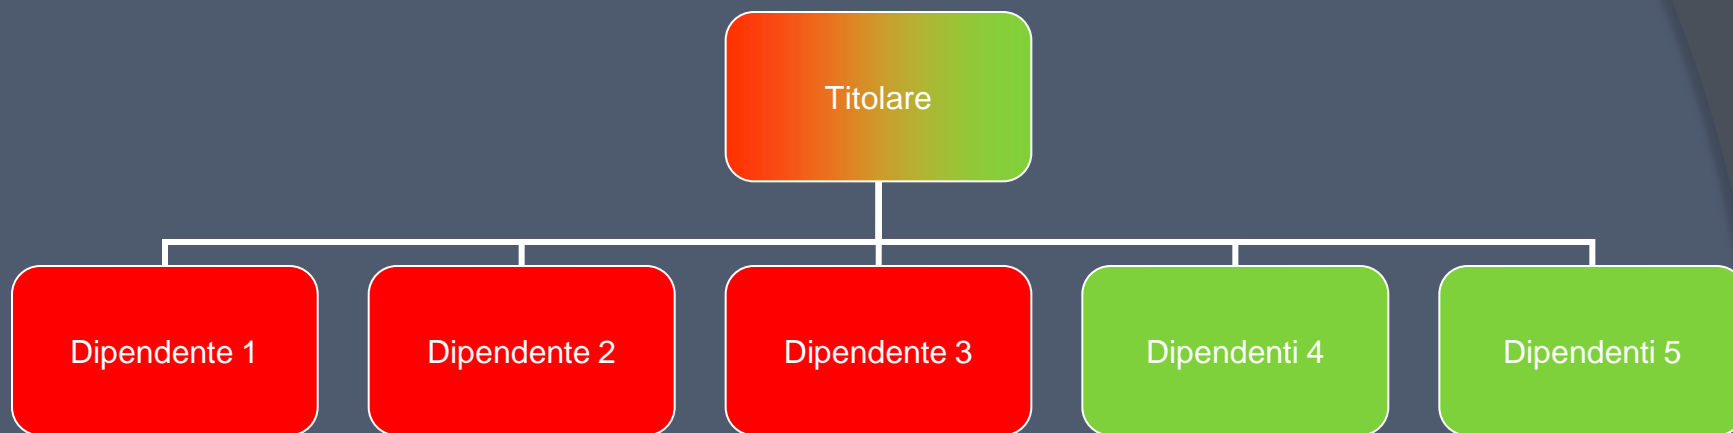 Titolare
Dipendente 1
Dipendente 2
Dipendente 3
Dipendenti 4
Dipendenti 5